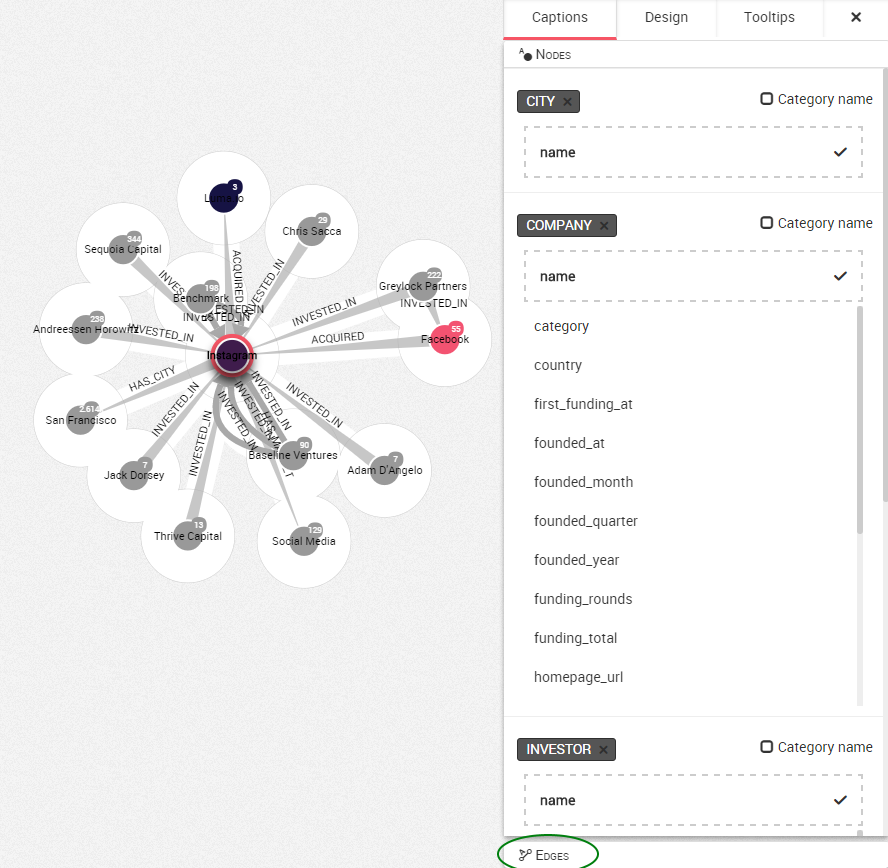 Captions
Design
Tooltips
A
NODES
CITY
Category name
name
COMPANY
Category name
name
category
country
first_funding_at
founded_at
founded_month
founded_quarter
founded_year
funding_rounds
funding_total
homepage_url
INVESTOR
Category name
name
EDGES
3
Luma.io
29
Chris Sacca
344
Sequoia Capital
ACQUIRED
INVES
INVESTED_IN
198
Benchmark
222
Greylock Partners
INVESTED_IN
INVESTED_IN
ESTED_IN
INVESTED_IN
238
Andreessen Horowitz
INVESTED_IN
55
Facebook
ACQUIRED
Instagram
HAS_CITY
2.614
San Francisco
INVESTED_IN
INVESTED_IN
INVESTED_IN
INVESTED_IN
INVESTED_IN
INVESTED_IN
90
Baseline Ventures
7
Jack Dorsey
7
Adam D'Angelo
13
Thrive Capital
129
Social Media